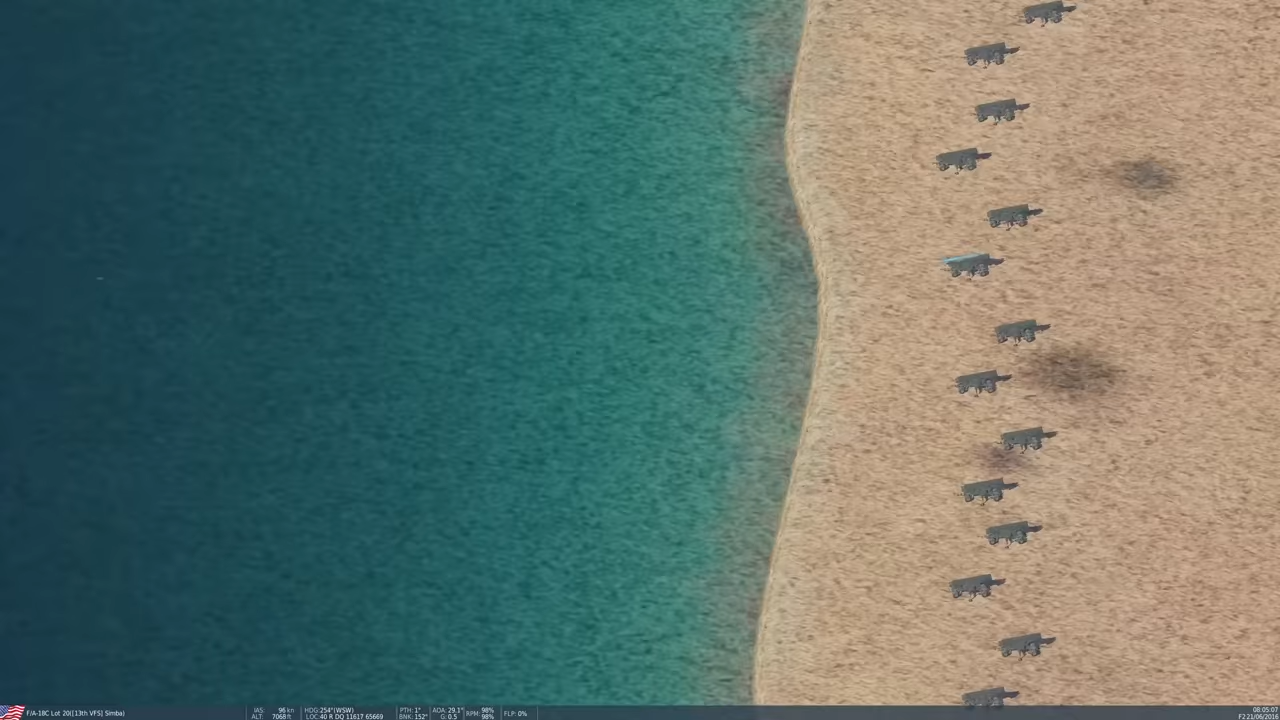 F/A-18C Lot 20([13th VFS] Simba)
IAS: 96 kn
ALT: 7068 ft
HDG:254°(WSW)
LOC:40 R DQ 11617 65669
PTH: 1°
BNK: 152°
AOA: 29.1°
G: 0.5
RPM: 98%
98%
FLP: 0%
08:05:07
F2 21/06/2016